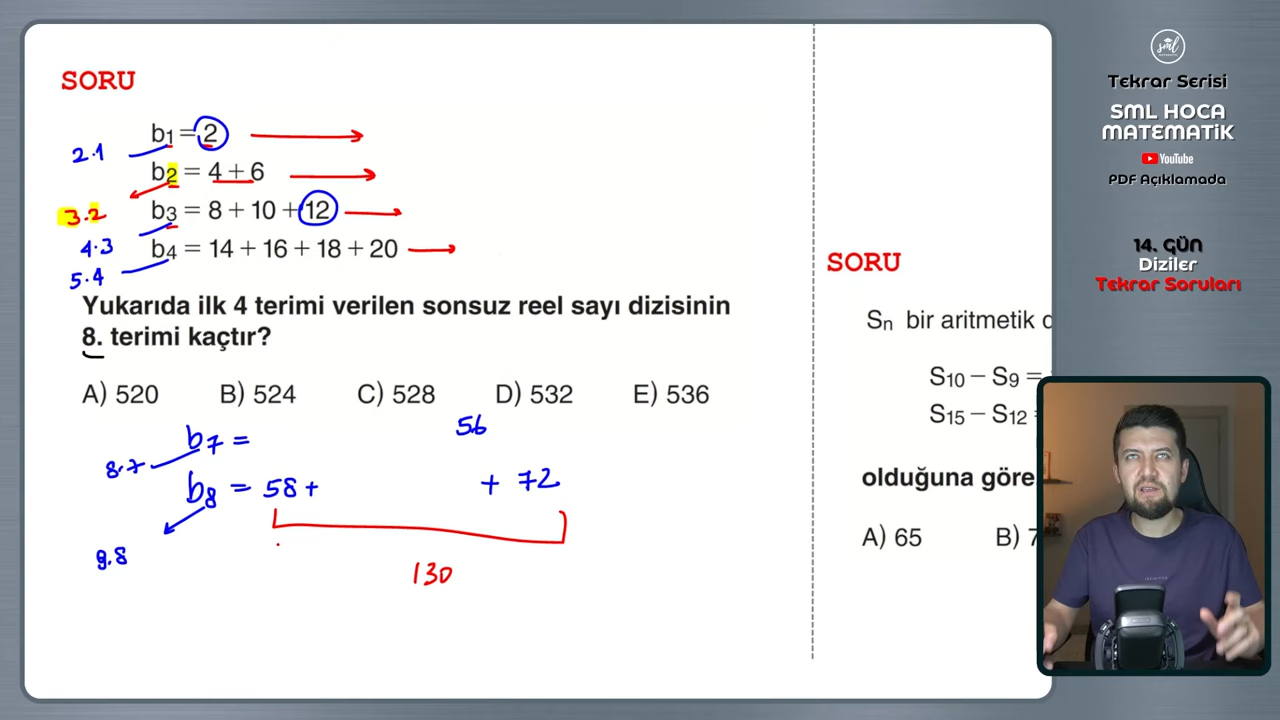 SORU
b1 = 2
2.1
b2 = 4 + 6
3.2
b3 = 8 + 10 + 12
4.3
b4 = 14 + 16 + 18 + 20
5.4
Yukarıda ilk 4 terimi verilen sonsuz reel sayı dizisinin
8. terimi kaçtır?
A) 520 B) 524 C) 528 D) 532 E) 536
b7 = 56
8.7
b8 = 58 + + 72
9.8
130
SORU
Sn bir aritmetik
S10 – S9 =
S15 – S12
olduğuna göre
A) 65 B) 7
sml
Tekrar Serisi
SML HOCA
MATEMATİK
YouTube
PDF Açıklamada
14. GÜN
Diziler
Tekrar Soruları